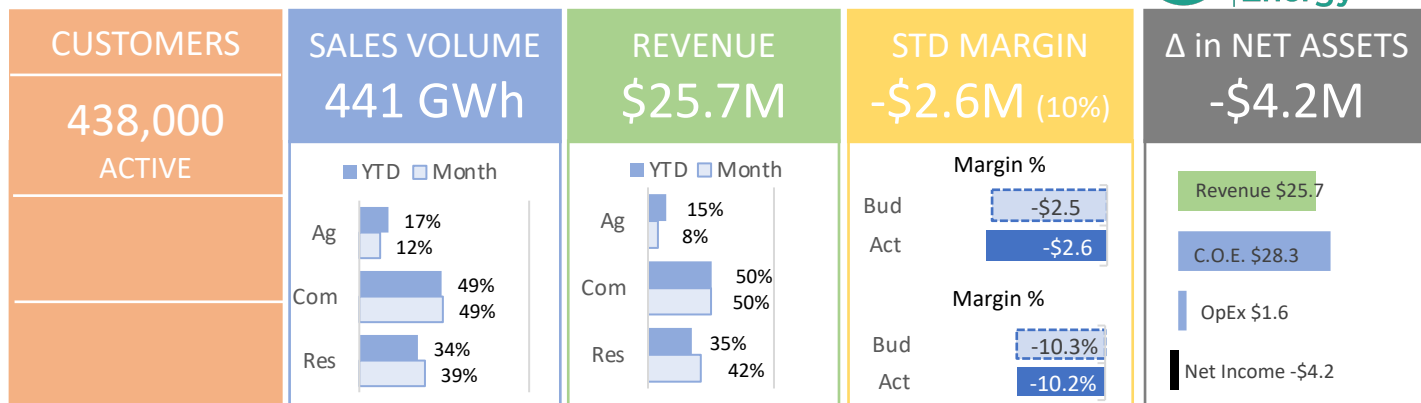 Energy
CUSTOMERS
438,000
ACTIVE
SALES VOLUME
441 GWh
YTD Month
Ag
17%
12%
Com
49%
49%
Res
34%
39%
REVENUE
$25.7M
YTD Month
Ag
15%
8%
Com
50%
50%
Res
35%
42%
STD MARGIN
-$2.6M (10%)
Margin %
Bud -$2.5
Act -$2.6
Margin %
Bud -10.3%
Act -10.2%
Δ in NET ASSETS
-$4.2M
Revenue $25.7
C.O.E. $28.3
OpEx $1.6
Net Income -$4.2